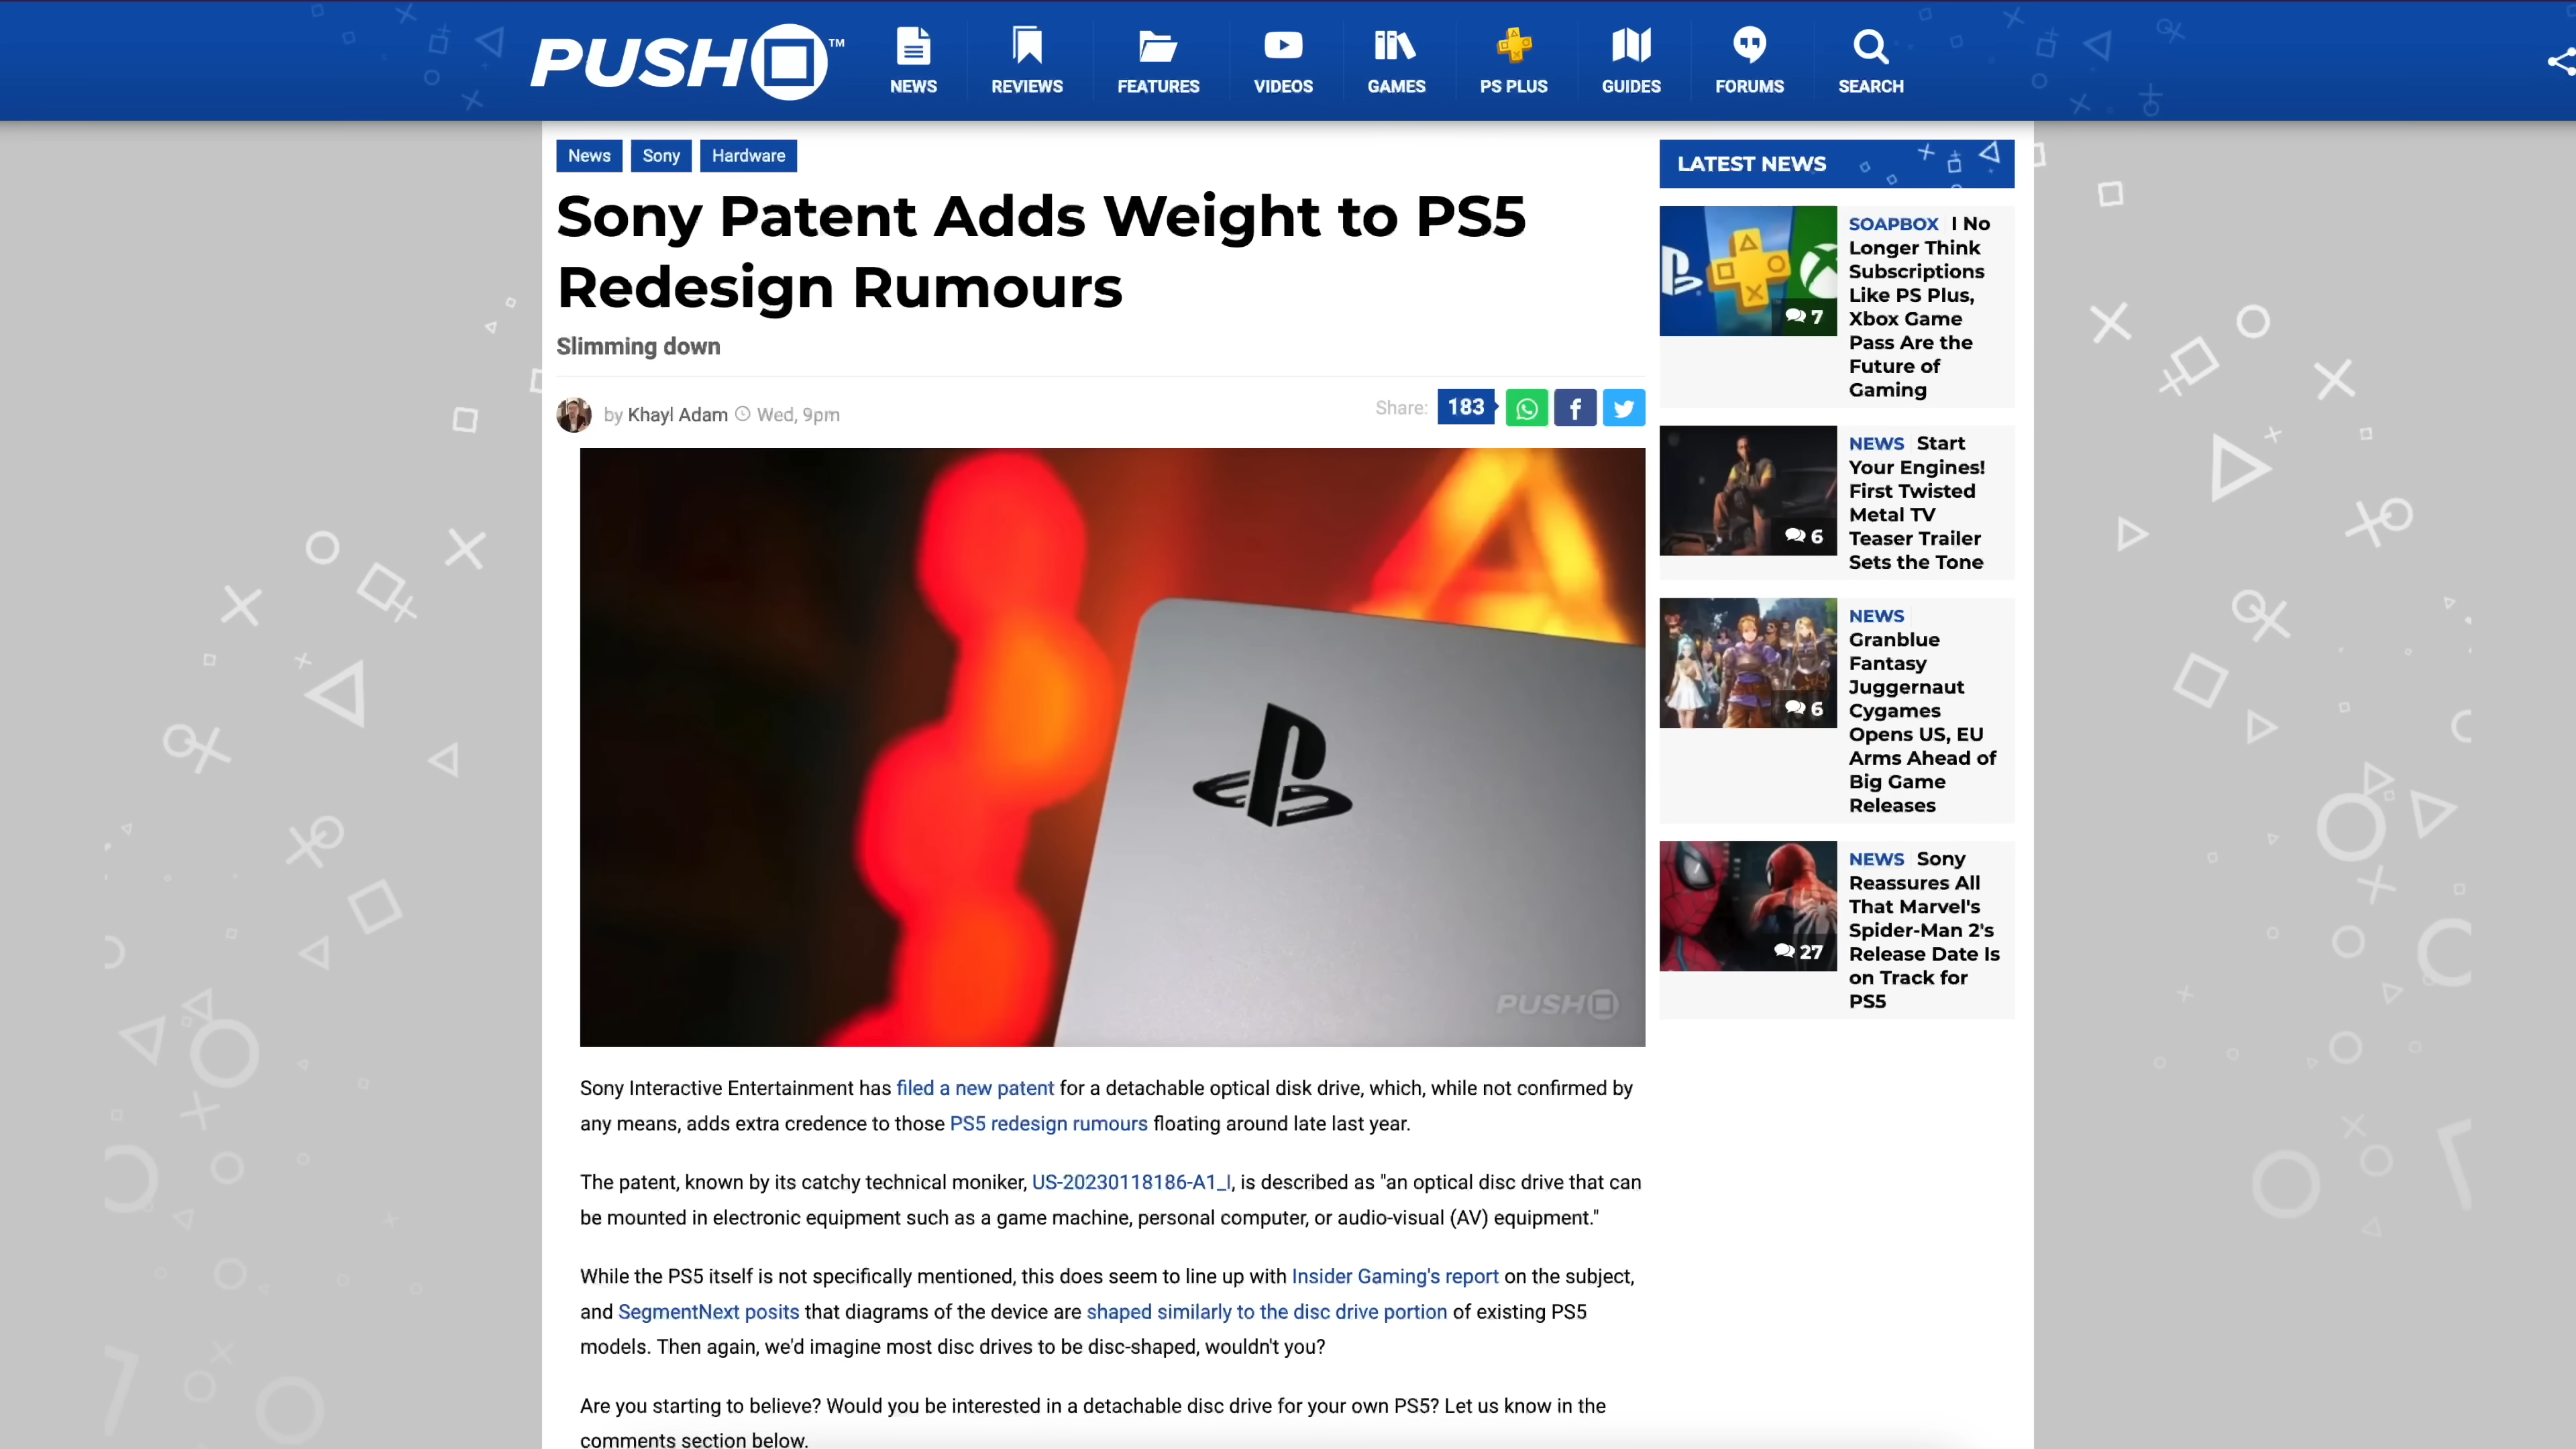 PUSH ™
NEWS
REVIEWS
FEATURES
VIDEOS
GAMES
PS PLUS
GUIDES
FORUMS
SEARCH
News
Sony
Hardware
Sony Patent Adds Weight to PS5
Redesign Rumours
Slimming down
by Khayl Adam Wed, 9pm
Share: 183
PUSH
Sony Interactive Entertainment has filed a new patent for a detachable optical disk drive, which, while not confirmed by
any means, adds extra credence to those PS5 redesign rumours floating around late last year.
The patent, known by its catchy technical moniker, US-20230118186-A1_I, is described as "an optical disc drive that can
be mounted in electronic equipment such as a game machine, personal computer, or audio-visual (AV) equipment."
While the PS5 itself is not specifically mentioned, this does seem to line up with Insider Gaming's report on the subject,
and SegmentNext posits that diagrams of the device are shaped similarly to the disc drive portion of existing PS5
models. Then again, we'd imagine most disc drives to be disc-shaped, wouldn't you?
Are you starting to believe? Would you be interested in a detachable disc drive for your own PS5? Let us know in the
comments section below.
LATEST NEWS
7
SOAPBOX I No
Longer Think
Subscriptions
Like PS Plus,
Xbox Game
Pass Are the
Future of
Gaming
6
NEWS Start
Your Engines!
First Twisted
Metal TV
Teaser Trailer
Sets the Tone
6
NEWS
Granblue
Fantasy
Juggernaut
Cygames
Opens US, EU
Arms Ahead of
Big Game
Releases
27
NEWS Sony
Reassures All
That Marvel's
Spider-Man 2's
Release Date Is
on Track for
PS5